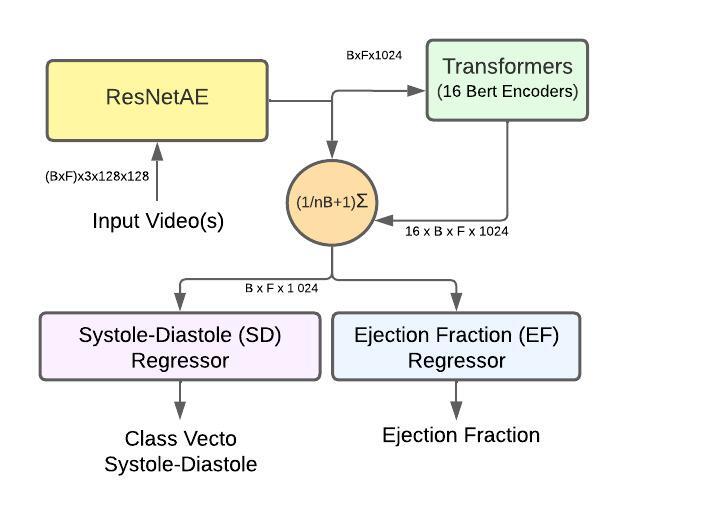 BxFx1024
ResNetAE
Transformers
(16 Bert Encoders)
(BxF)x3x128x128
Input Video(s)
(1/nB+1)Σ
16 x B x F x 1024
B x F x 1 024
Systole-Diastole (SD)
Regressor
Ejection Fraction (EF)
Regressor
Class Vecto
Systole-Diastole
Ejection Fraction